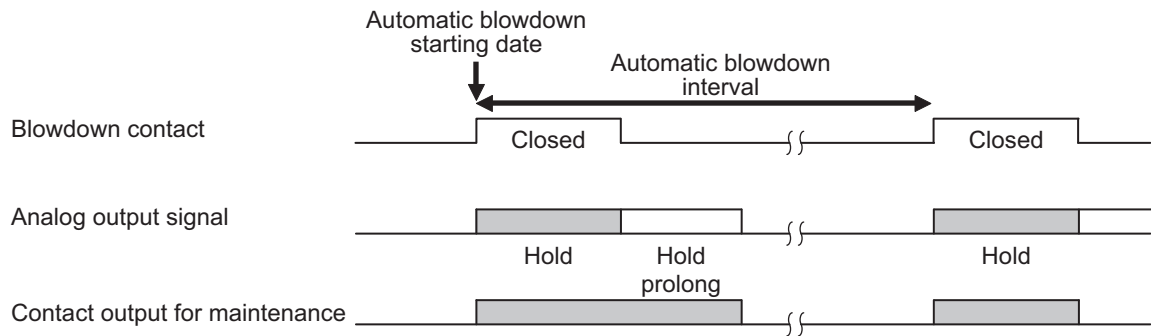 Automatic blowdown
starting date
Automatic blowdown
interval
Blowdown contact
Closed
Closed
Analog output signal
Hold
Hold
prolong
Hold
Contact output for maintenance